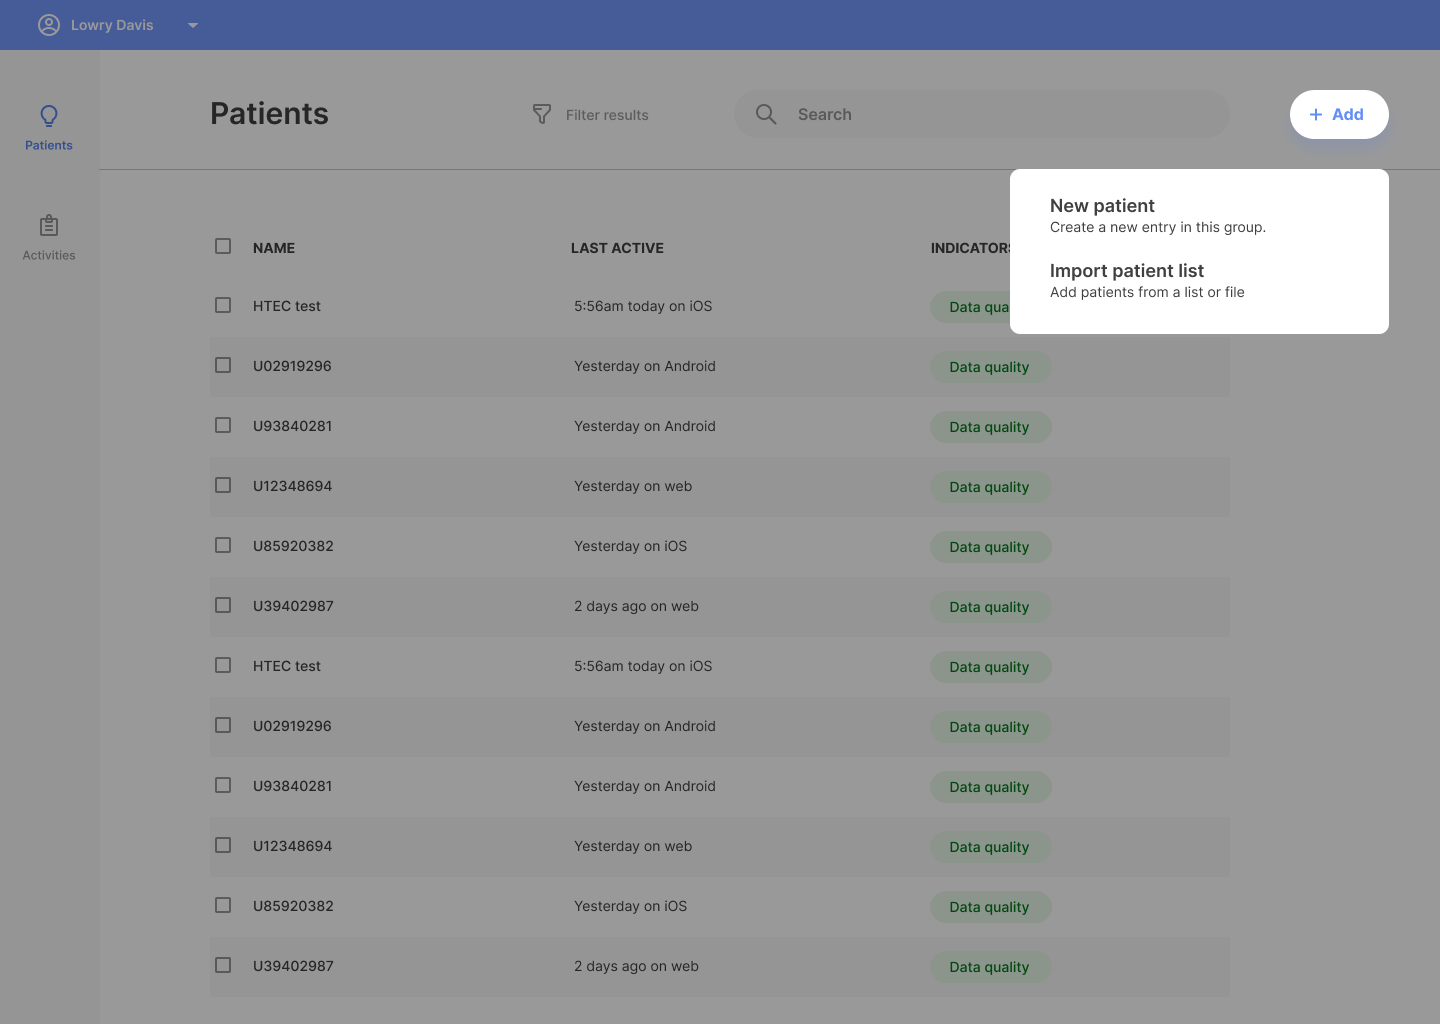 Lowry Davis
Patients
Activities
Patients
Filter results
Search
+ Add
New patient
Create a new entry in this group.
Import patient list
Add patients from a list or file
NAME LAST ACTIVE
HTEC test 5:56am today on iOS
U02919296 Yesterday on Android Data quality
U93840281 Yesterday on Android Data quality
U12348694 Yesterday on web Data quality
U85920382 Yesterday on iOS Data quality
U39402987 2 days ago on web Data quality
HTEC test 5:56am today on iOS Data quality
U02919296 Yesterday on Android Data quality
U93840281 Yesterday on Android Data quality
U12348694 Yesterday on web Data quality
U85920382 Yesterday on iOS Data quality
U39402987 2 days ago on web Data quality